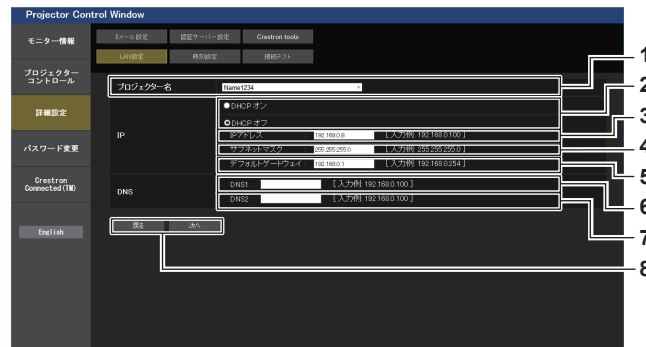 Projector Control Window
モニター情報
プロジェクター
コントロール
詳細設定
パスワード変更
Crestron
Connected(TM)
English
Eメール設定 認証サーバー設定 Crestron tools
LAN設定 時刻設定 接続テスト
プロジェクター名 Name1234 ×
IP
DHCP オン
DHCP オフ
IPアドレス : 192.168.0.8 [入力例: 192.168.0.100]
サブネットマスク : 255.255.255.0 [入力例: 255.255.255.0]
デフォルトゲートウェイ : 192.168.0.1 [入力例: 192.168.0.254]
DNS
DNS1 : [入力例: 192.168.0.100]
DNS2 : [入力例: 192.168.0.100]
戻る 次へ
1
2
3
4
5
6
7
8